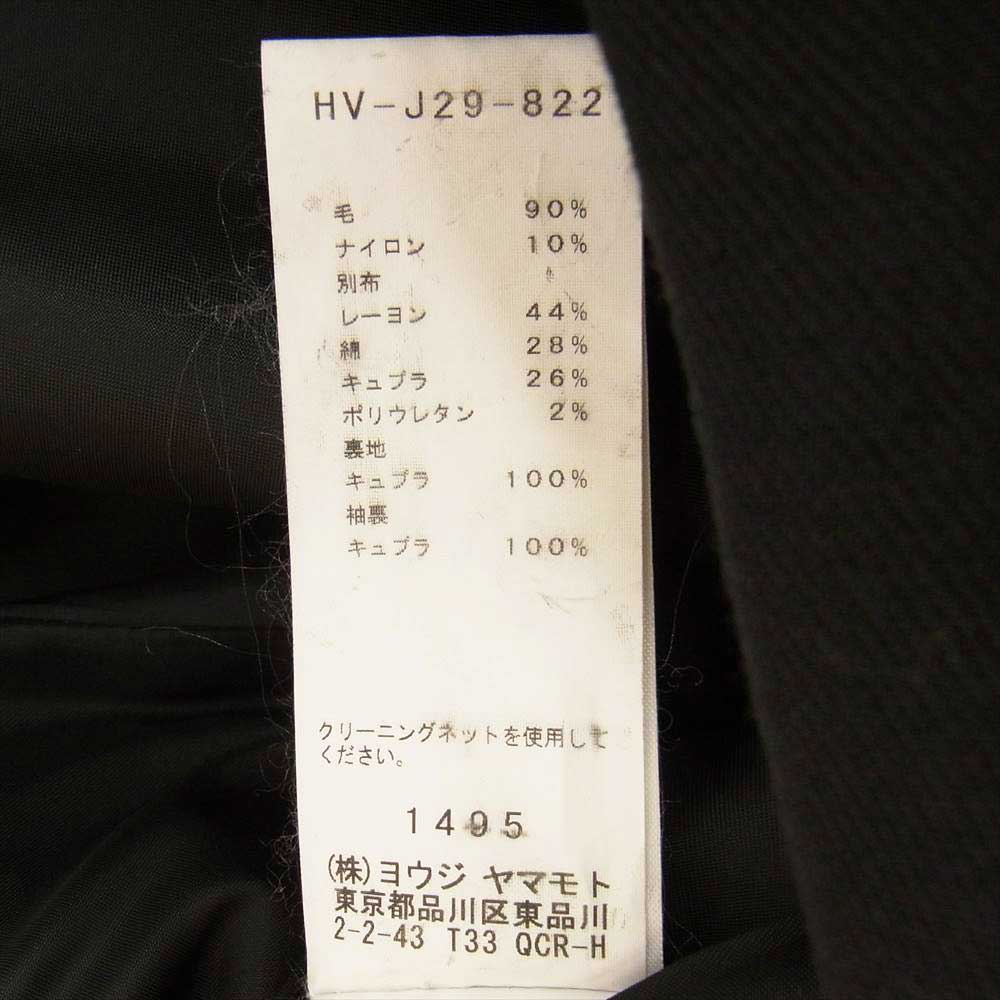 HV-J29-822
毛 90%
ナイロン 10%
別布
レーヨン 44%
綿 28%
キュプラ 26%
ポリウレタン 2%
裏地
キュプラ 100%
袖裏
キュプラ 100%
クリーニングネットを使用して
ください。
1495
(株)ヨウジ ヤマモト
東京都品川区東品川
2-2-43 T33 QCR-H